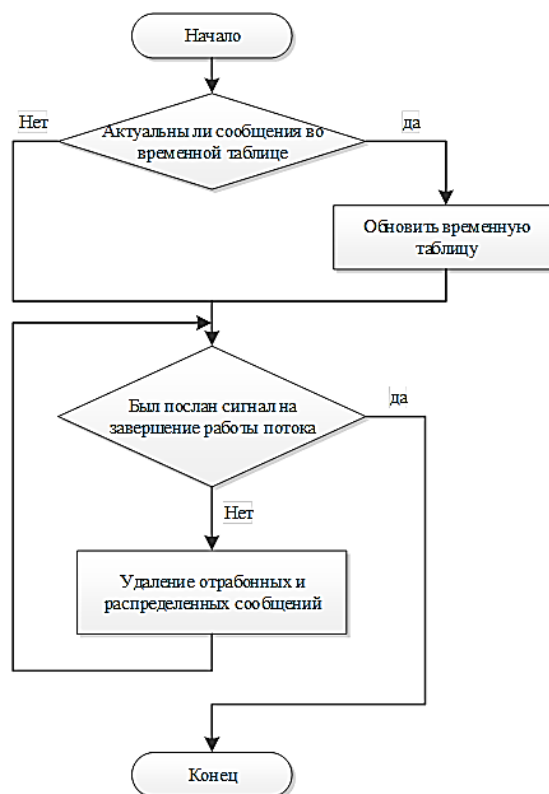 Начало
Нет
Актуальны ли сообщения во
временной таблице
да
Обновить временную
таблицу
Был послан сигнал на
завершение работы потока
да
Нет
Удаление отрабонных и
распределенных сообщений
Конец